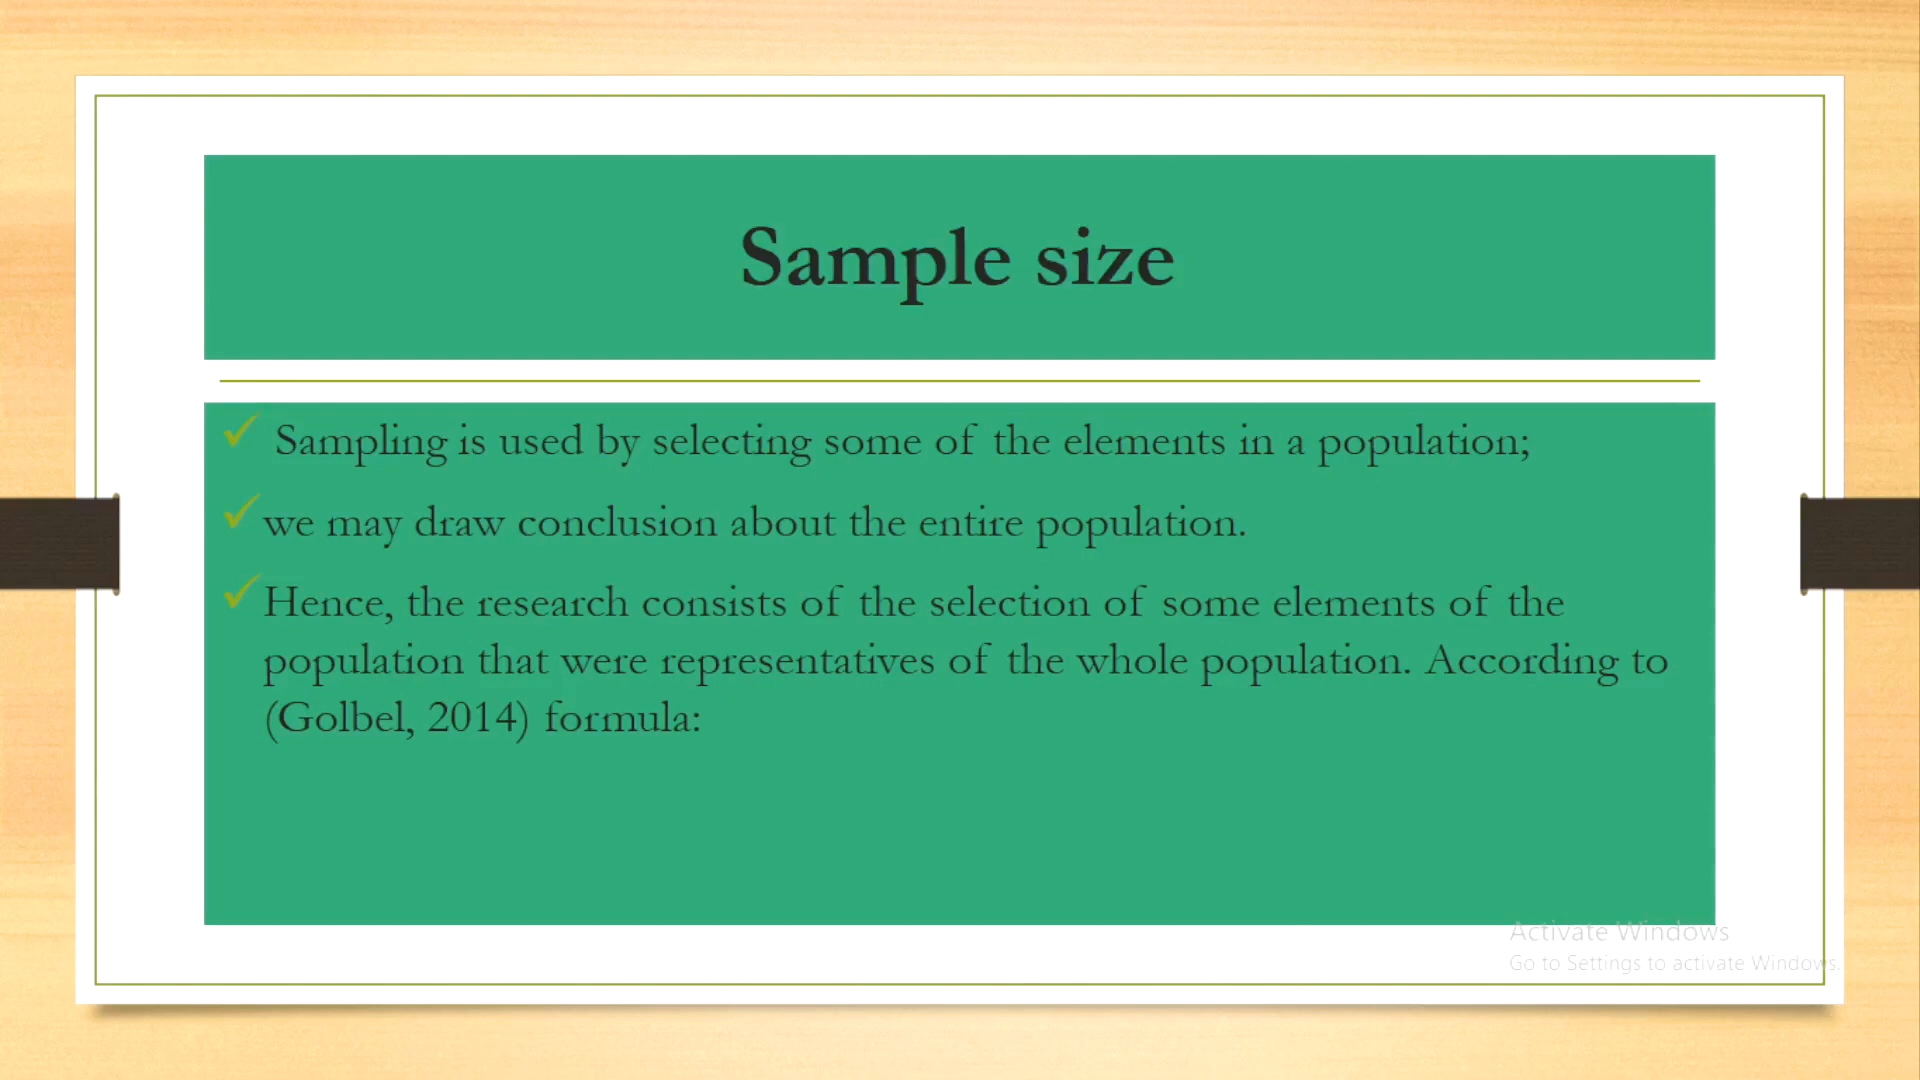 Sample size
Sampling is used by selecting some of the elements in a population;
we may draw conclusion about the entire population.
Hence, the research consists of the selection of some elements of the
population that were representatives of the whole population. According to
(Golbel, 2014) formula:
Activate Windows
Go to Settings to activate Windows.